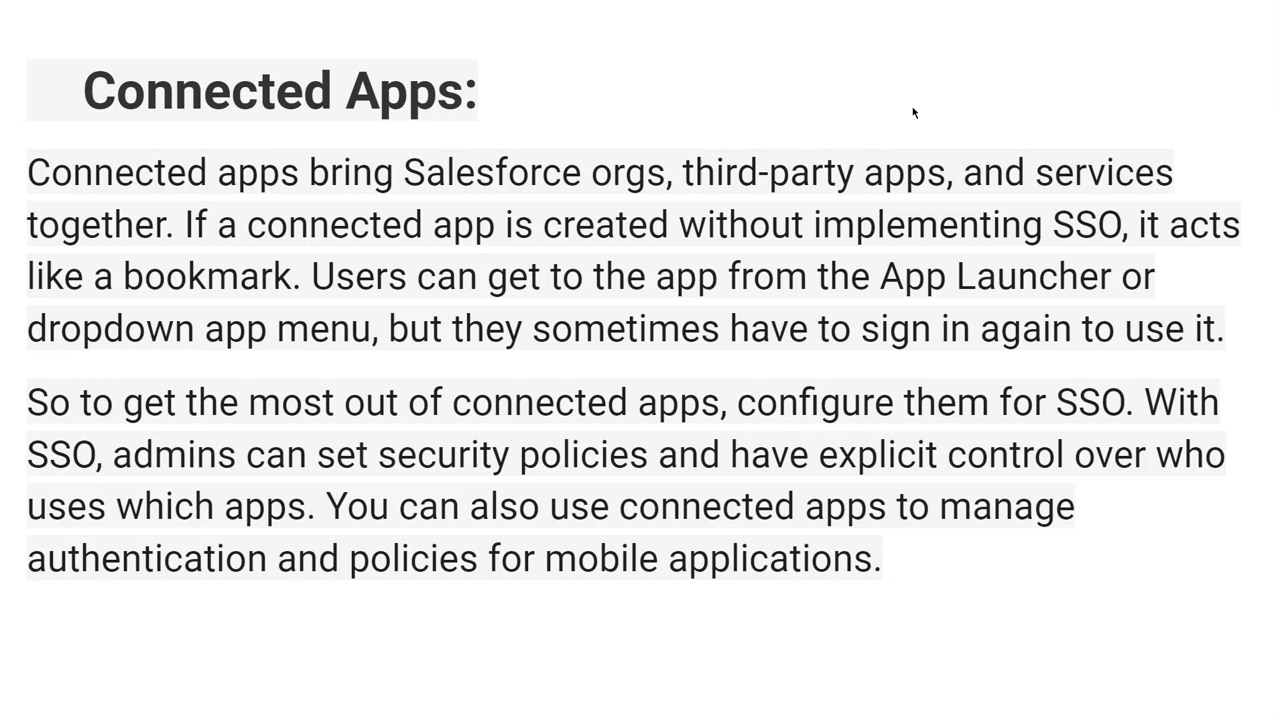 Connected Apps:
Connected apps bring Salesforce orgs, third-party apps, and services
together. If a connected app is created without implementing SSO, it acts
like a bookmark. Users can get to the app from the App Launcher or
dropdown app menu, but they sometimes have to sign in again to use it.
So to get the most out of connected apps, configure them for SSO. With
SSO, admins can set security policies and have explicit control over who
uses which apps. You can also use connected apps to manage
authentication and policies for mobile applications.